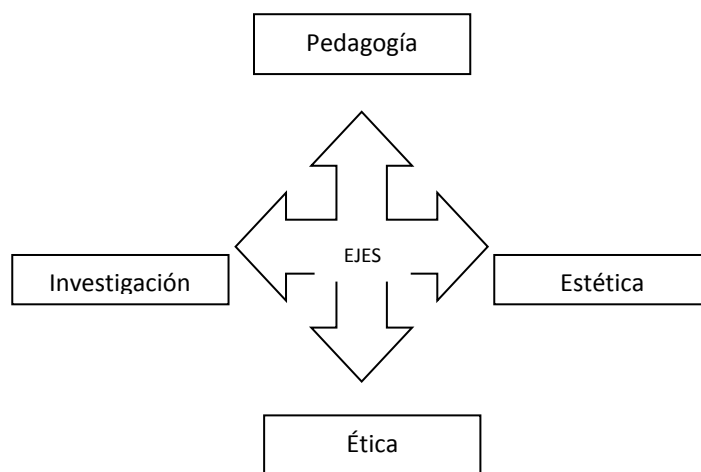 Pedagogía
EJES
Investigación
Estética
Ética